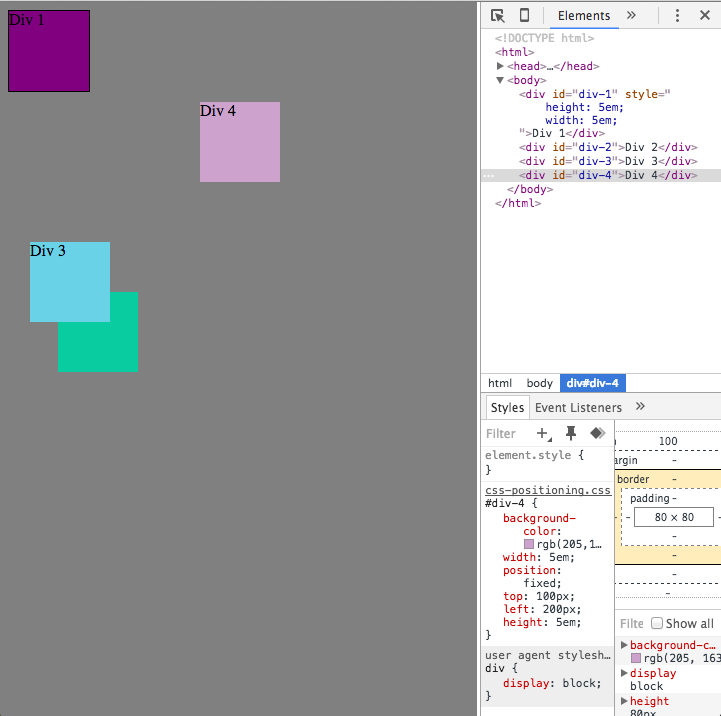 Div 1
Div 4
Div 3
Elements »
<!DOCTYPE html>
<html>
▶<head>…</head>
▼<body>
<div id="div-1" style="
height: 5em;
width: 5em;
">Div 1</div>
<div id="div-2">Div 2</div>
<div id="div-3">Div 3</div>
<div id="div-4">Div 4</div>
</body>
</html>
html body div#div-4
Styles Event Listeners »
Filter
element.style {
}
css-positioning.css
#div-4 {
background-
color:
rgb(205,1…
width: 5em;
position:
fixed;
top: 100px;
left: 200px;
height: 5em;
}
user agent stylesh…
div {
display: block;
}
100
argin -
border -
padding -
- 80 × 80 -
-
-
-
-
Filte Show all
▶background-c…
rgb(205, 163
▶display
block
▶height
80px